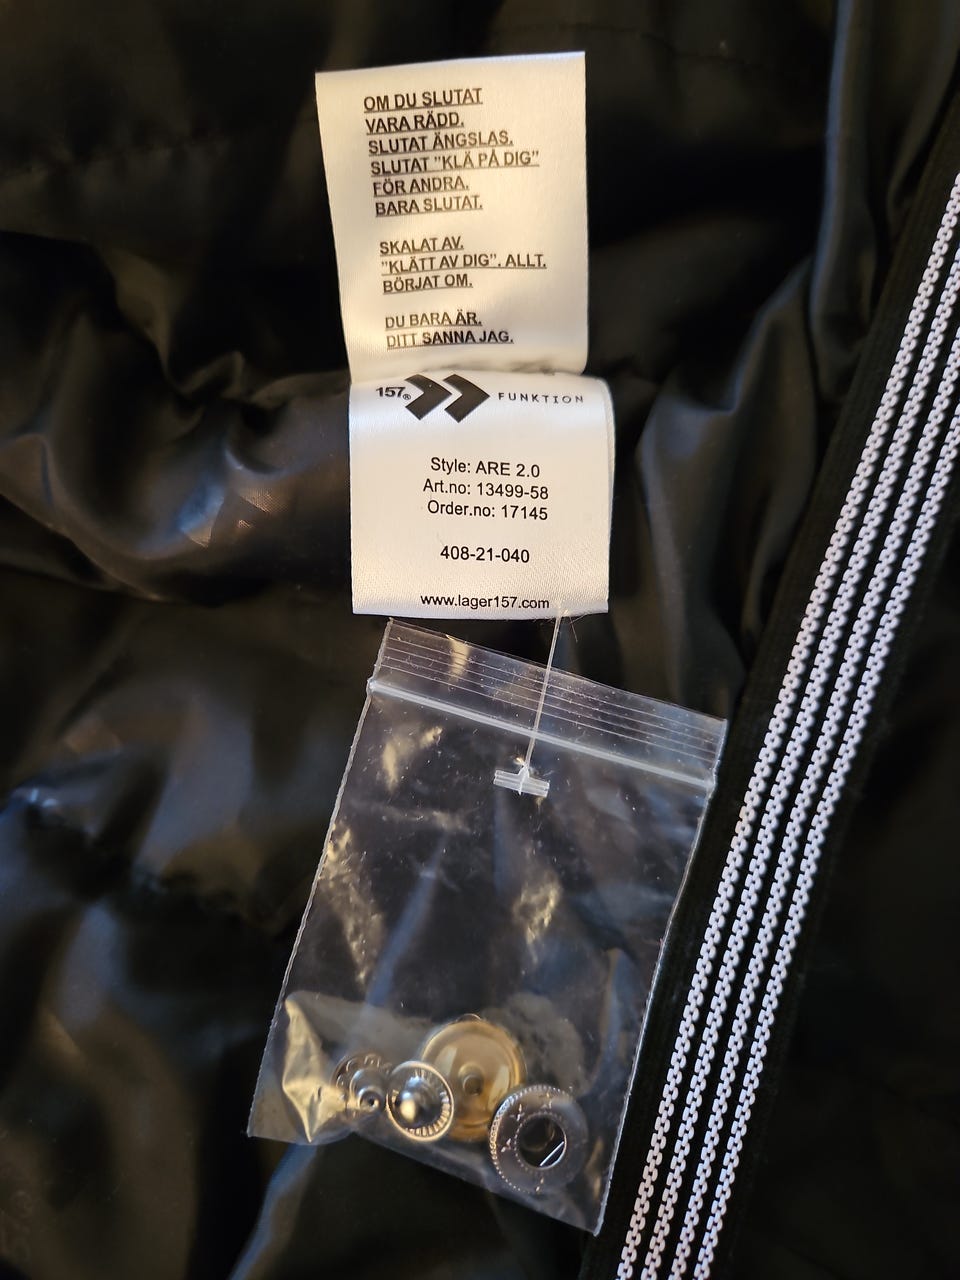 OM DU SLUTAT
VARA RÄDD.
SLUTAT ÄNGSLAS.
SLUTAT ”KLÄ PÅ DIG”
FÖR ANDRA.
BARA SLUTAT.
SKALAT AV.
”KLÄTT AV DIG”. ALLT.
BÖRJAT OM.
DU BARA ÄR.
DITT SANNA JAG.
157® FUNKTION
Style: ARE 2.0
Art.no: 13499-58
Order.no: 17145
408-21-040
www.lager157.com